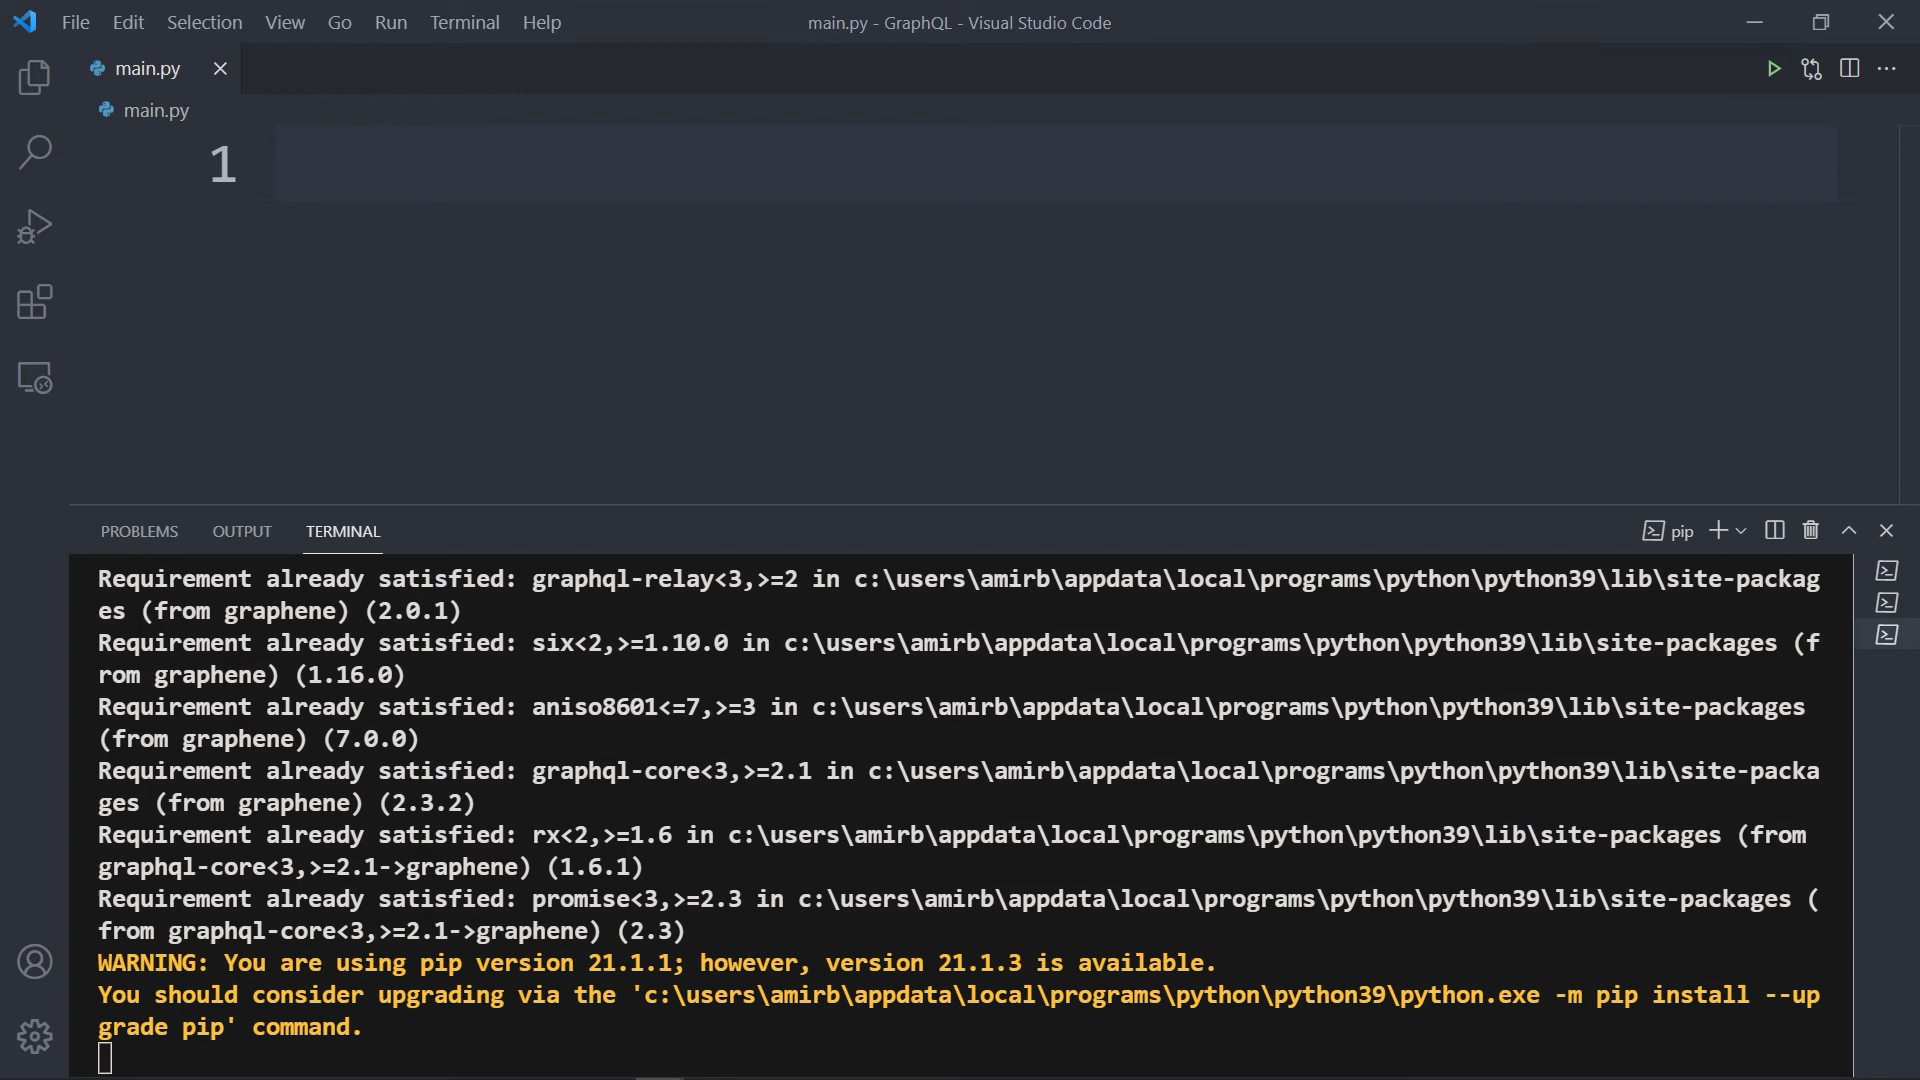 File Edit Selection View Go Run Terminal Help main.py - GraphQL - Visual Studio Code
main.py
main.py
1
PROBLEMS OUTPUT TERMINAL pip
Requirement already satisfied: graphql-relay<3,>=2 in c:\users\amirb\appdata\local\programs\python\python39\lib\site-packag
es (from graphene) (2.0.1)
Requirement already satisfied: six<2,>=1.10.0 in c:\users\amirb\appdata\local\programs\python\python39\lib\site-packages (f
rom graphene) (1.16.0)
Requirement already satisfied: aniso8601<=7,>=3 in c:\users\amirb\appdata\local\programs\python\python39\lib\site-packages
(from graphene) (7.0.0)
Requirement already satisfied: graphql-core<3,>=2.1 in c:\users\amirb\appdata\local\programs\python\python39\lib\site-packa
ges (from graphene) (2.3.2)
Requirement already satisfied: rx<2,>=1.6 in c:\users\amirb\appdata\local\programs\python\python39\lib\site-packages (from
graphql-core<3,>=2.1->graphene) (1.6.1)
Requirement already satisfied: promise<3,>=2.3 in c:\users\amirb\appdata\local\programs\python\python39\lib\site-packages (
from graphql-core<3,>=2.1->graphene) (2.3)
WARNING: You are using pip version 21.1.1; however, version 21.1.3 is available.
You should consider upgrading via the 'c:\users\amirb\appdata\local\programs\python\python39\python.exe -m pip install --up
grade pip' command.